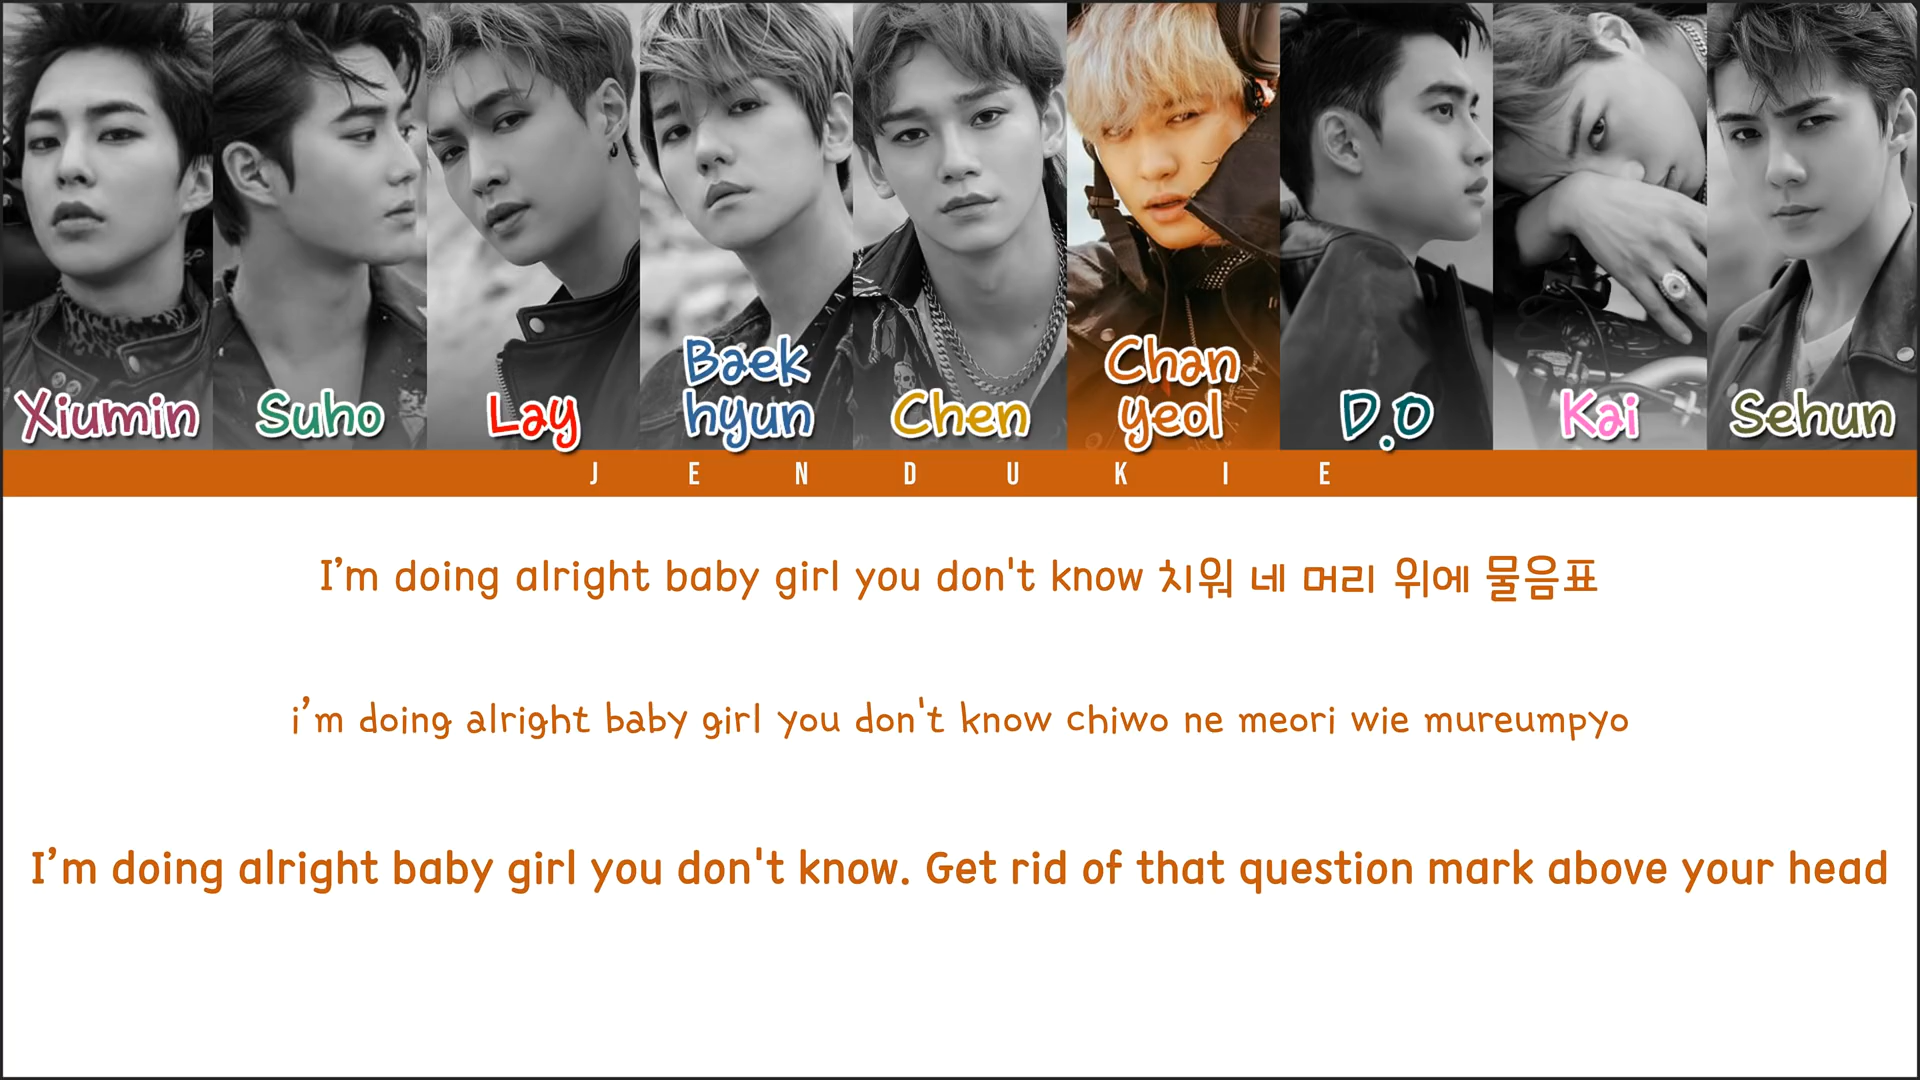 Xiumin
Suho
Lay
Baek
hyun
Chen
Chan
yeol
D.O
Kai
Sehun
JENDUKIE
I'm doing alright baby girl you don't know 치워 네 머리 위에 물음표
i'm doing alright baby girl you don't know chiwo ne meori wie mureumpyo
I'm doing alright baby girl you don't know. Get rid of that question mark above your head